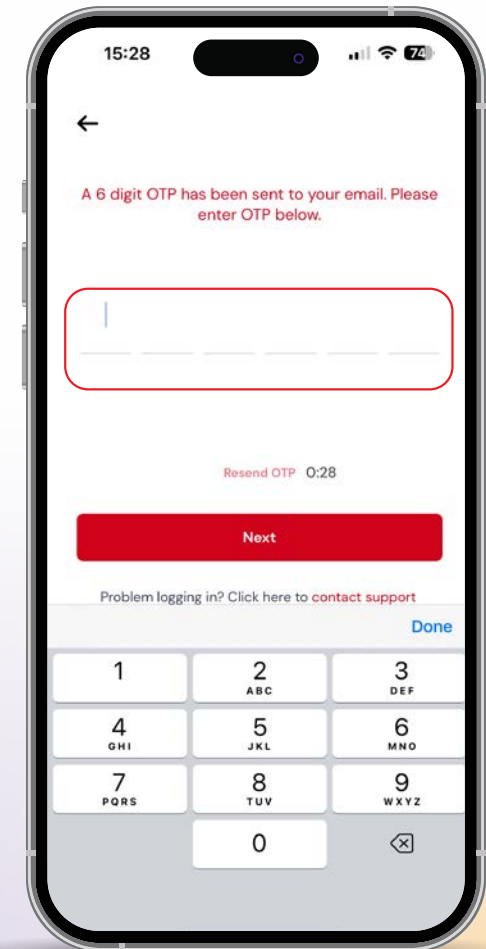 15:28
74
A 6 digit OTP has been sent to your email. Please
enter OTP below.
Resend OTP 0:28
Next
Problem logging in? Click here to contact support
Done
1 2 3
ABC DEF
4 5 6
GHI JKL MNO
7 8 9
PQRS TUV WXYZ
0